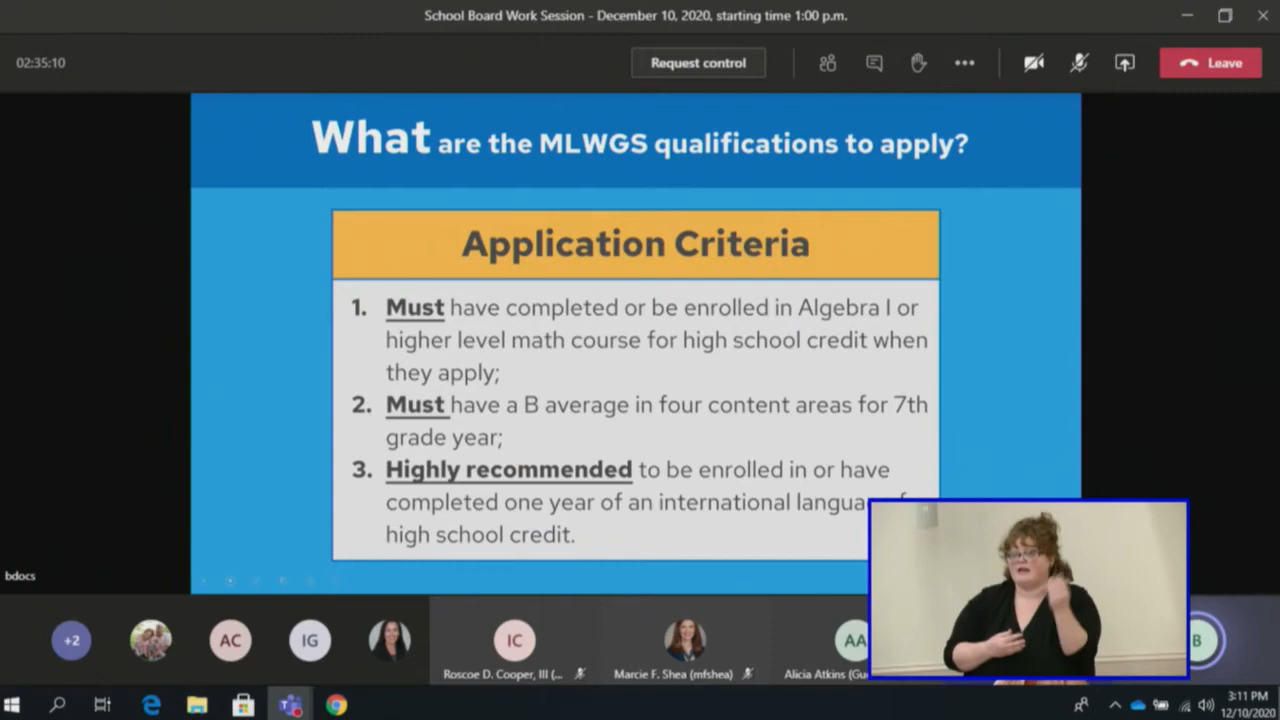 School Board Work Session - December 10, 2020, starting time 1:00 p.m.
02:35:10
Request control
Leave
What are the MLWGS qualifications to apply?
Application Criteria
1. Must have completed or be enrolled in Algebra I or
higher level math course for high school credit when
they apply;
2. Must have a B average in four content areas for 7th
grade year;
3. Highly recommended to be enrolled in or have
completed one year of an international
high school credit.
bdocs
+2
AC
IG
IC
AA
B
Roscoe D. Cooper, III (...
Marcie F. Shea (mfshea)
Alicia Atkins
3:11 PM
12/10/2020